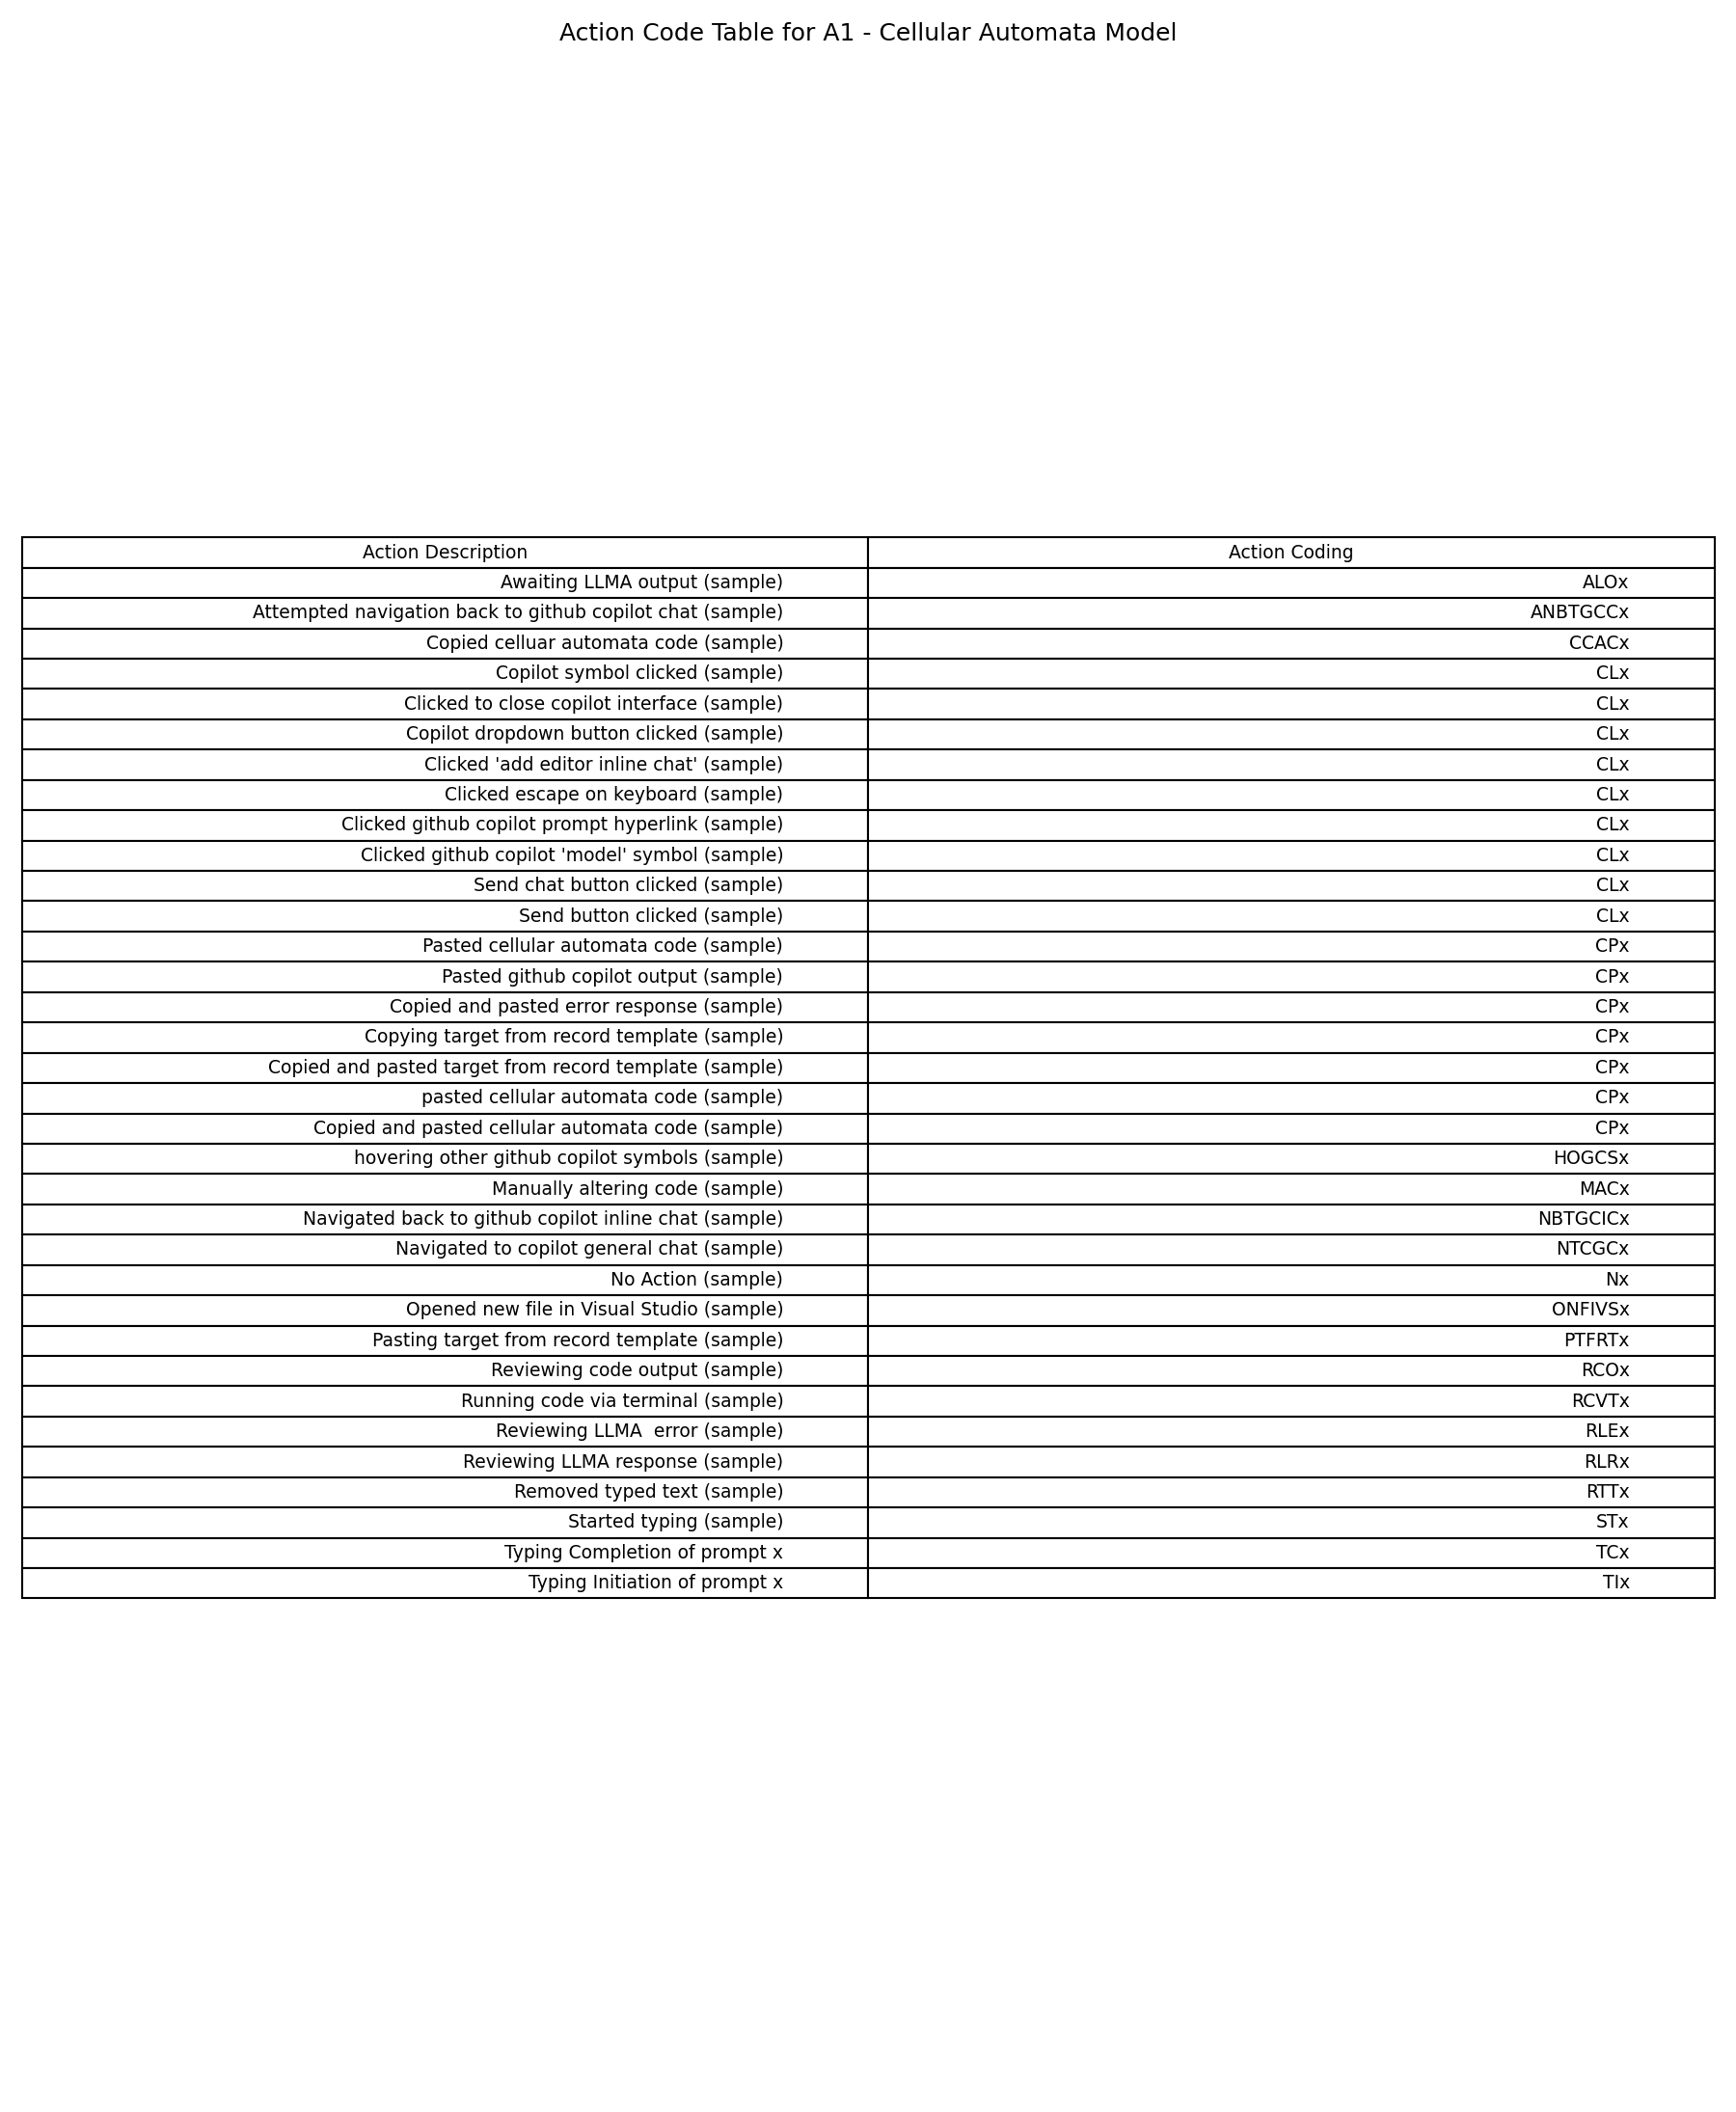 Action Code Table for A1 - Cellular Automata Model
Action Description Action Coding
Awaiting LLMA output (sample) ALOx
Attempted navigation back to github copilot chat (sample) ANBTGCCx
Copied celluar automata code (sample) CCACx
Copilot symbol clicked (sample) CLx
Clicked to close copilot interface (sample) CLx
Copilot dropdown button clicked (sample) CLx
Clicked 'add editor inline chat' (sample) CLx
Clicked escape on keyboard (sample) CLx
Clicked github copilot prompt hyperlink (sample) CLx
Clicked github copilot 'model' symbol (sample) CLx
Send chat button clicked (sample) CLx
Send button clicked (sample) CLx
Pasted cellular automata code (sample) CPx
Pasted github copilot output (sample) CPx
Copied and pasted error response (sample) CPx
Copying target from record template (sample) CPx
Copied and pasted target from record template (sample) CPx
pasted cellular automata code (sample) CPx
Copied and pasted cellular automata code (sample) CPx
hovering other github copilot symbols (sample) HOGCSx
Manually altering code (sample) MACx
Navigated back to github copilot inline chat (sample) NBTGCICx
Navigated to copilot general chat (sample) NTCGCx
No Action (sample) Nx
Opened new file in Visual Studio (sample) ONFIVSx
Pasting target from record template (sample) PTFRTx
Reviewing code output (sample) RCOx
Running code via terminal (sample) RCVTx
Reviewing LLMA  error (sample) RLEx
Reviewing LLMA response (sample) RLRx
Removed typed text (sample) RTTx
Started typing (sample) STx
Typing Completion of prompt x TCx
Typing Initiation of prompt x TIx